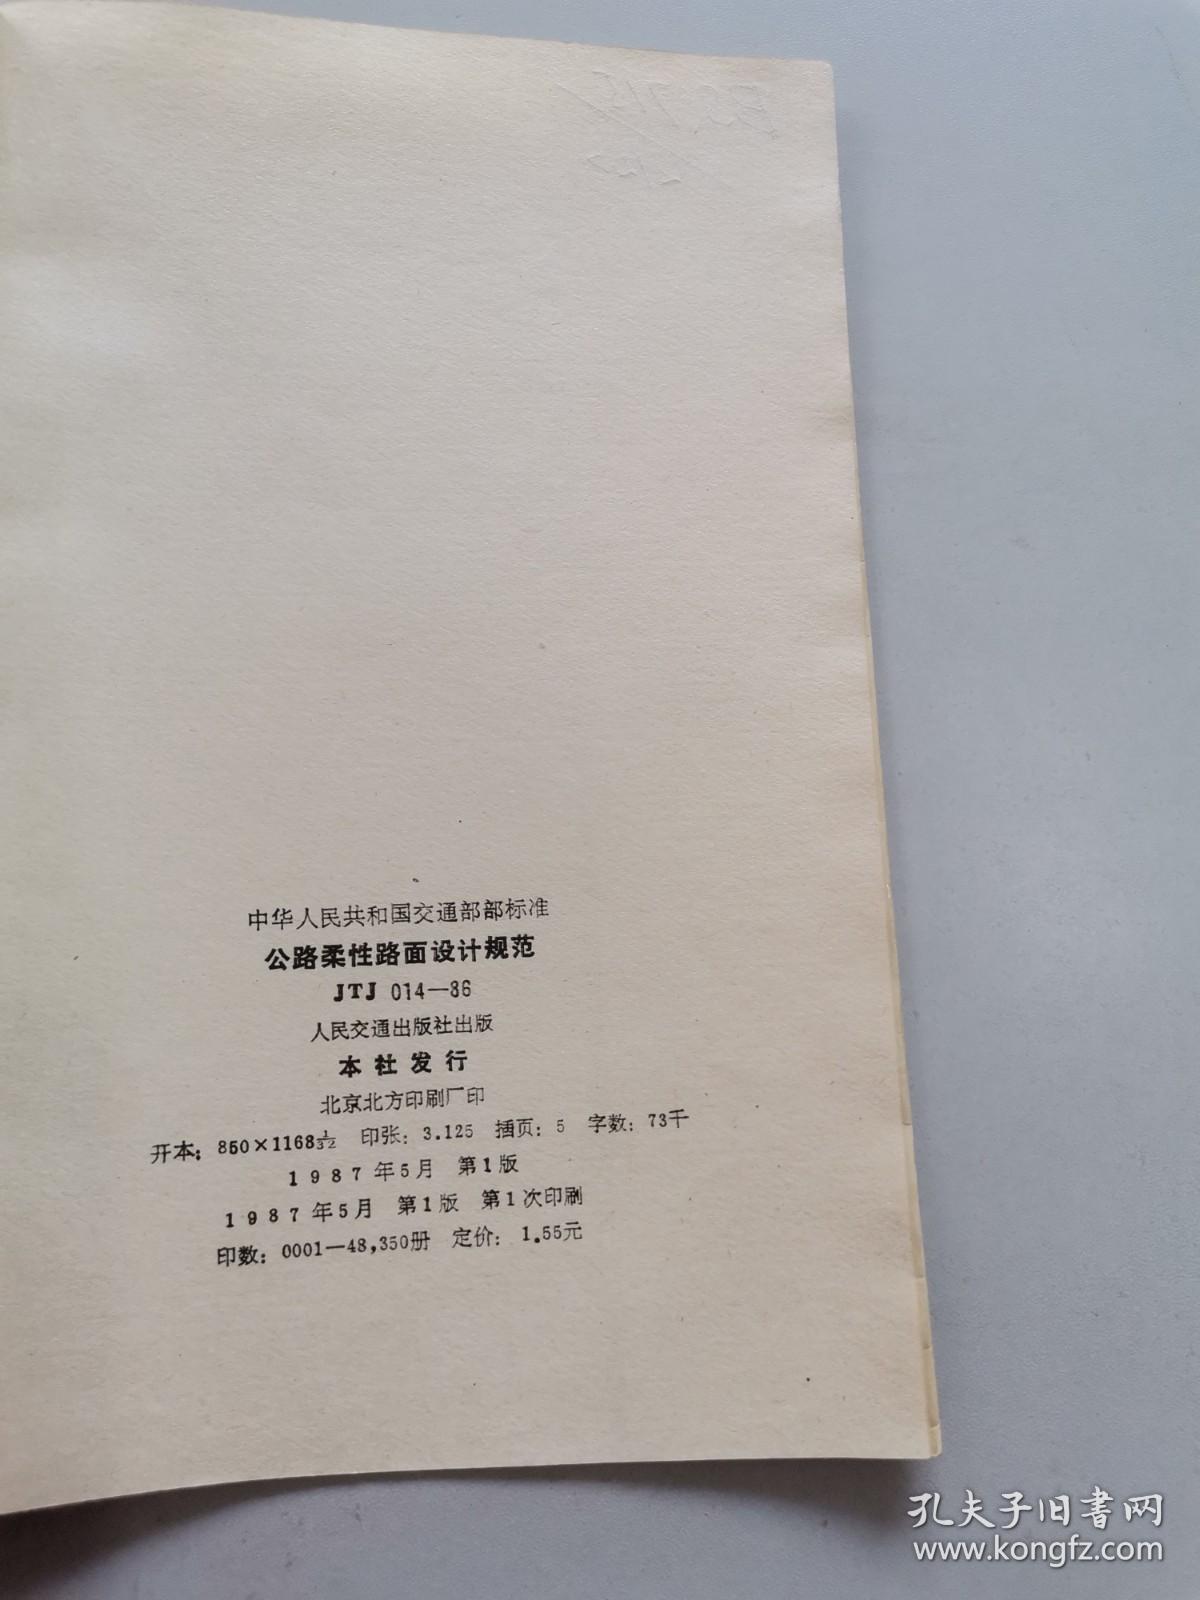 中华人民共和国交通部部标准
公路柔性路面设计规范
JTJ 014—86
人民交通出版社出版
本社发行
北京北方印刷厂印
开本：850×1168 1/32 印张：3.125 插页：5 字数：73千
1987年5月 第1版
1987年5月 第1版 第1次印刷
印数：0001—48,350册 定价：1.55元
孔夫子旧书网
www.kongfz.com